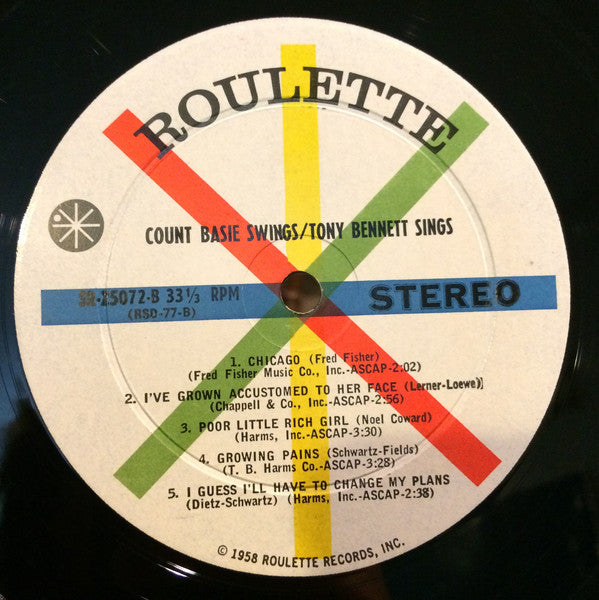 ROULETTE
COUNT BASIE SWINGS/TONY BENNETT SINGS
SR-25072-B 33⅓ RPM STEREO
(RSD-77-B)
1. CHICAGO (Fred Fisher)
(Fred Fisher Music Co., Inc.-ASCAP-2:02)
2. I'VE GROWN ACCUSTOMED TO HER FACE (Lerner-Loewe)]
(Chappell & Co., Inc.-ASCAP-2:56)
3. POOR LITTLE RICH GIRL (Noel Coward)
(Harms, Inc.-ASCAP-3:30)
4. GROWING PAINS (Schwartz-Fields)
(T. B. Harms Co.-ASCAP-3:28)
5. I GUESS I'LL HAVE TO CHANGE MY PLANS
(Dietz-Schwartz) (Harms, Inc.-ASCAP-2:38)
© 1958 ROULETTE RECORDS, INC.